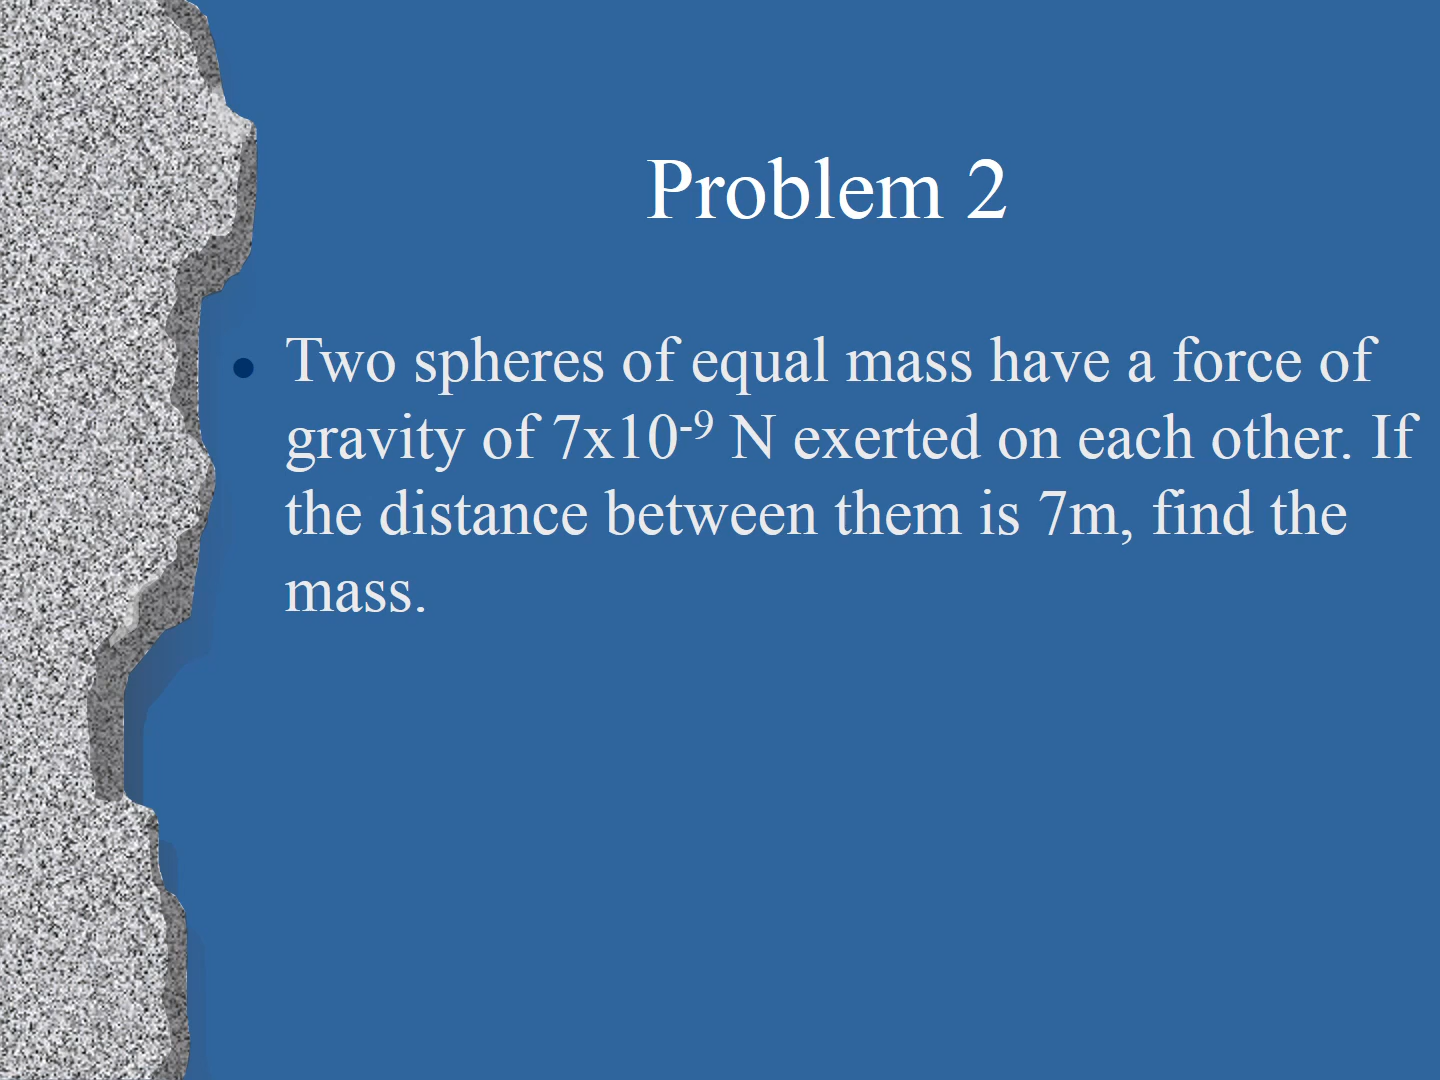 Problem 2
• Two spheres of equal mass have a force of
gravity of 7x10⁻⁹ N exerted on each other. If
the distance between them is 7m, find the
mass.